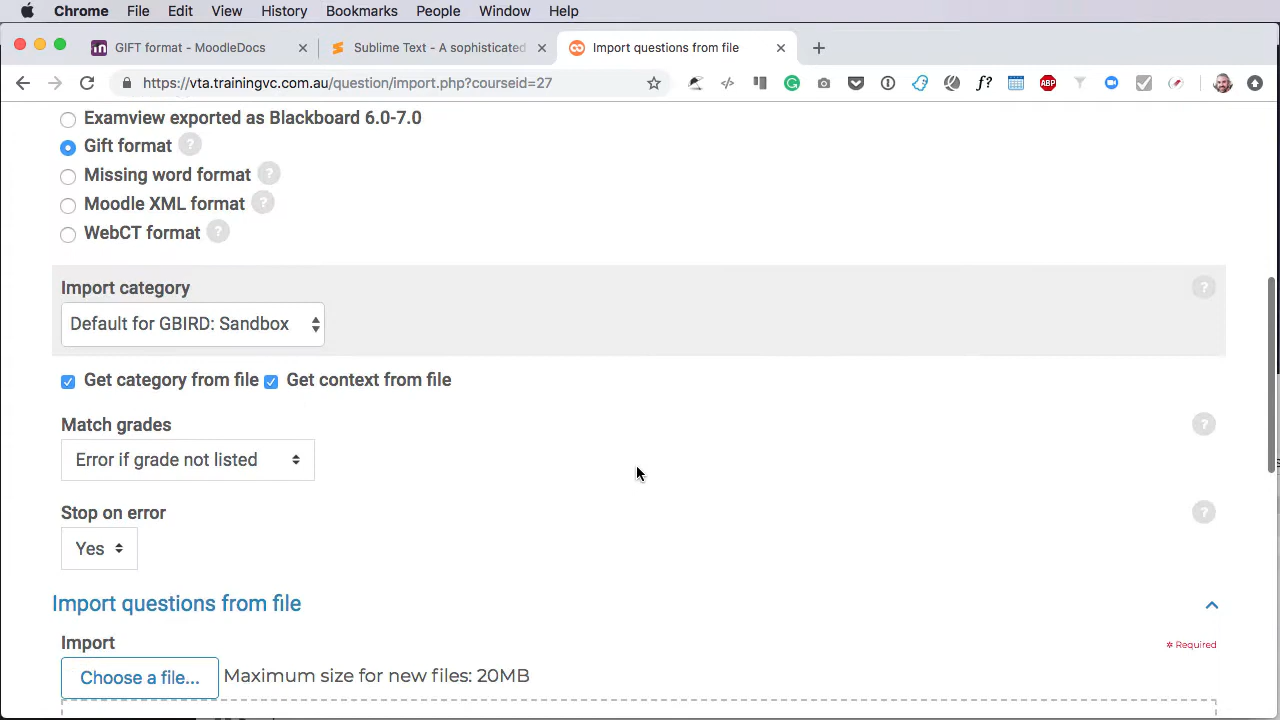 Chrome File Edit View History Bookmarks People Window Help
GIFT format - MoodleDocs
Sublime Text - A sophisticated
Import questions from file
https://vta.trainingvc.com.au/question/import.php?courseid=27
f?
ABP
Examview exported as Blackboard 6.0-7.0
Gift format ?
Missing word format ?
Moodle XML format ?
WebCT format ?
Import category ?
Default for GBIRD: Sandbox
Get category from file Get context from file
Match grades ?
Error if grade not listed
Stop on error ?
Yes
Import questions from file
Import
Required
Choose a file... Maximum size for new files: 20MB